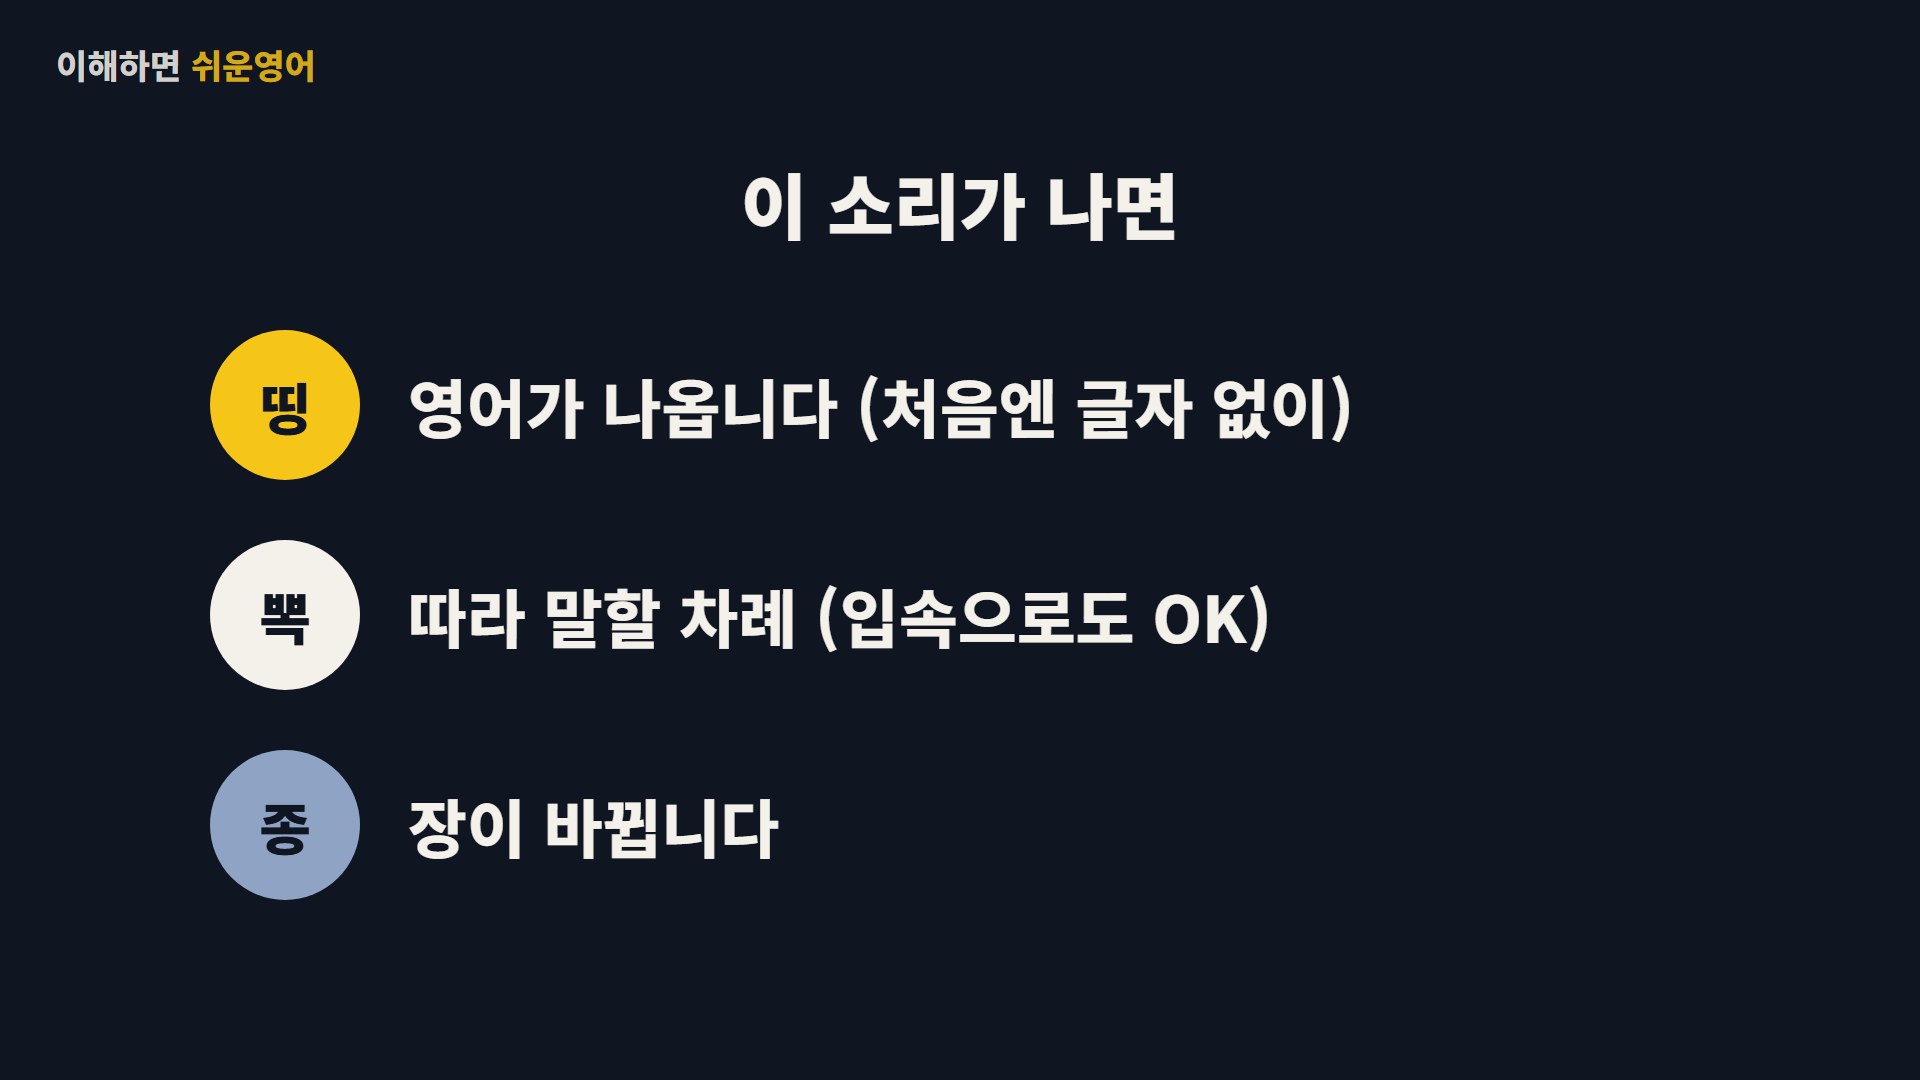 이해하면 쉬운영어
이 소리가 나면
띵
영어가 나옵니다 (처음엔 글자 없이)
뽁
따라 말할 차례 (입속으로도 OK)
종
장이 바뀝니다